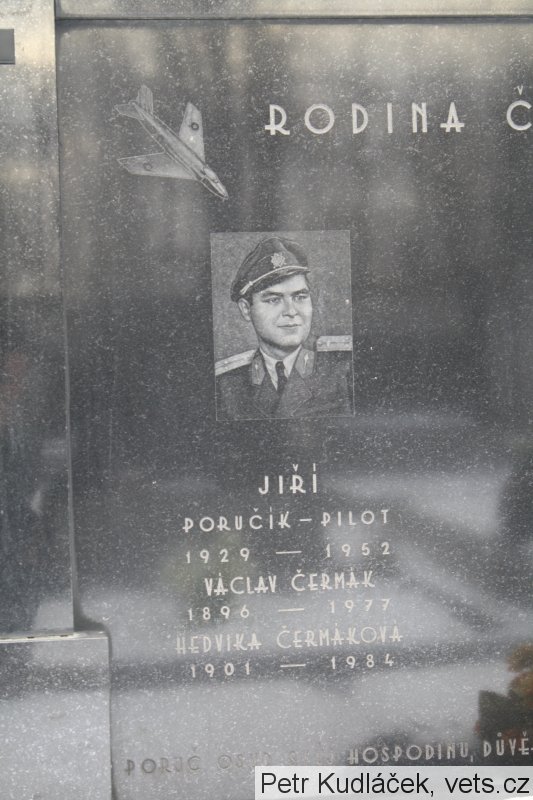 RODINA Č
JIŘÍ
PORUČÍK – PILOT
1929 — 1952
VÁCLAV ČERMÁK
1896 — 1977
HEDVIKA ČERMÁKOVÁ
1901 — 1984
PORUČ HOSPODINU, DŮVĚ
Petr Kudláček, vets.cz